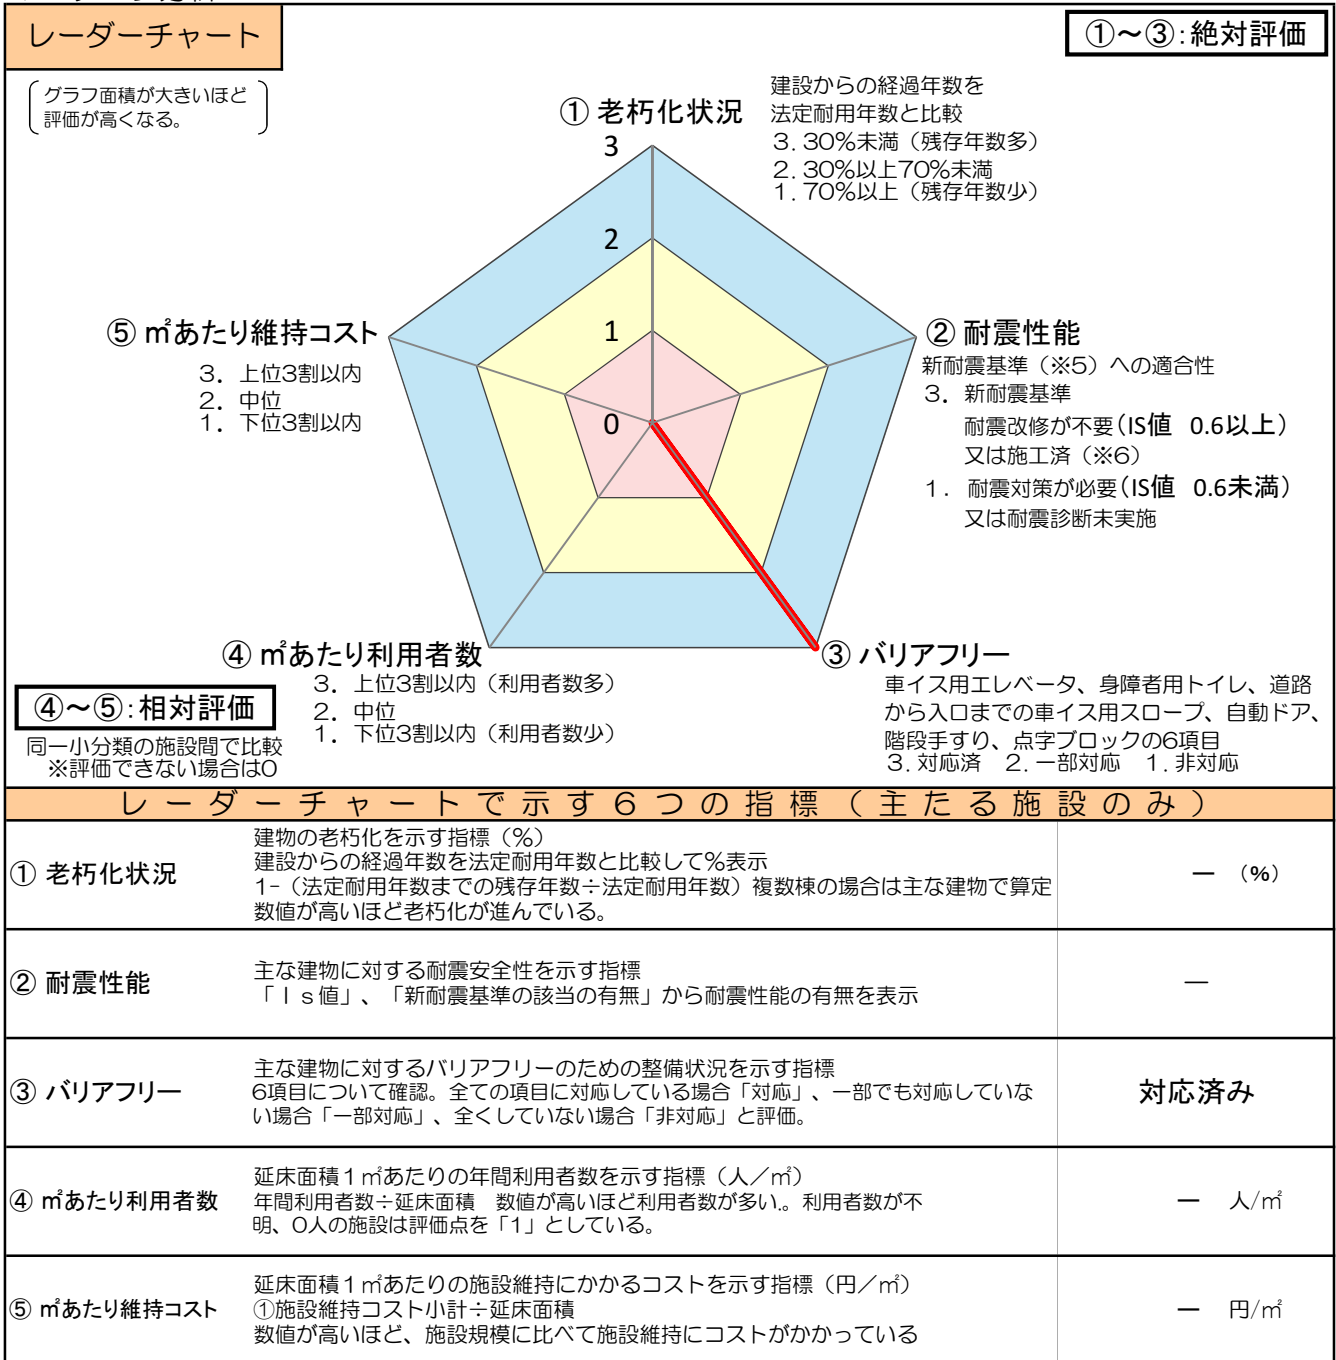 レーダーチャート
①～③:絶対評価
グラフ面積が大きいほど
評価が高くなる。
① 老朽化状況
建設からの経過年数を
法定耐用年数と比較
3. 30%未満（残存年数多）
2. 30%以上70%未満
1. 70%以上（残存年数少）
3
2
1
0
⑤ ㎡あたり維持コスト
3. 上位3割以内
2. 中位
1. 下位3割以内
② 耐震性能
新耐震基準（※5）への適合性
3. 新耐震基準
耐震改修が不要(IS値 0.6以上)
又は施工済（※6）
1. 耐震対策が必要(IS値 0.6未満)
又は耐震診断未実施
④ ㎡あたり利用者数
3. 上位3割以内（利用者数多）
2. 中位
1. 下位3割以内（利用者数少）
③ バリアフリー
車イス用エレベータ、身障者用トイレ、道路
から入口までの車イス用スロープ、自動ドア、
階段手すり、点字ブロックの6項目
3. 対応済 2. 一部対応 1. 非対応
④～⑤:相対評価
同一小分類の施設間で比較
※評価できない場合は0
レーダーチャートで示す６つの指標（主たる施設のみ）
① 老朽化状況
建物の老朽化を示す指標（%）
建設からの経過年数を法定耐用年数と比較して%表示
1-（法定耐用年数までの残存年数÷法定耐用年数）複数棟の場合は主な建物で算定
数値が高いほど老朽化が進んでいる。
― （%）
② 耐震性能
主な建物に対する耐震安全性を示す指標
「Ｉｓ値」、「新耐震基準の該当の有無」から耐震性能の有無を表示
―
③ バリアフリー
主な建物に対するバリアフリーのための整備状況を示す指標
6項目について確認。全ての項目に対応している場合「対応」、一部でも対応していな
い場合「一部対応」、全くしていない場合「非対応」と評価。
対応済み
④ ㎡あたり利用者数
延床面積１㎡あたりの年間利用者数を示す指標（人／㎡）
年間利用者数÷延床面積　数値が高いほど利用者数が多い。利用者数が不
明、0人の施設は評価点を「1」としている。
― 人/㎡
⑤ ㎡あたり維持コスト
延床面積１㎡あたりの施設維持にかかるコストを示す指標（円／㎡）
①施設維持コスト小計÷延床面積
数値が高いほど、施設規模に比べて施設維持にコストがかかっている
― 円/㎡